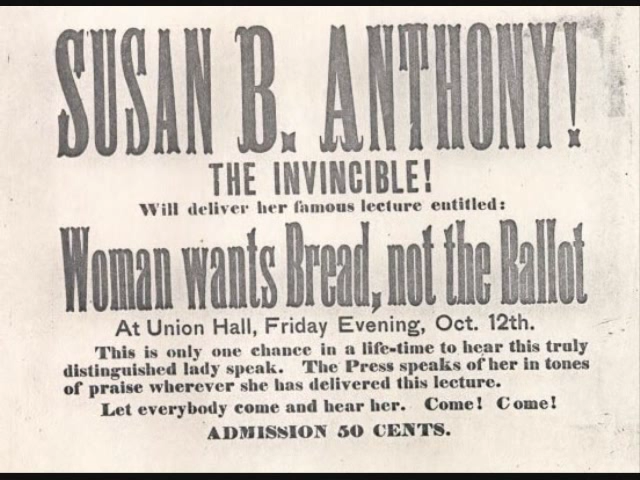 SUSAN B. ANTHONY!
THE INVINCIBLE!
Will deliver her famous lecture entitled:
Woman wants Bread, not the Ballot
At Union Hall, Friday Evening, Oct. 12th.
This is only one chance in a life-time to hear this truly
distinguished lady speak. The Press speaks of her in tones
of praise wherever she has delivered this lecture.
Let everybody come and hear her. Come! Come!
ADMISSION 50 CENTS.